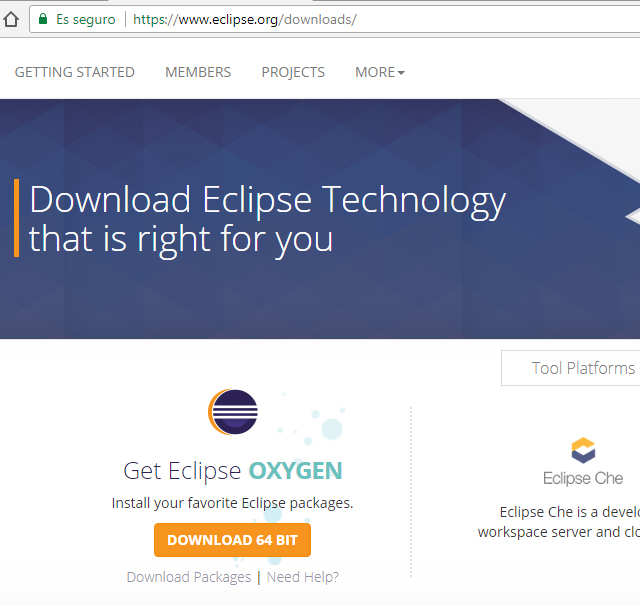 Es seguro | https://www.eclipse.org/downloads/
GETTING STARTED MEMBERS PROJECTS MORE
Download Eclipse Technology
that is right for you
Tool Platforms
Get Eclipse OXYGEN
Install your favorite Eclipse packages.
DOWNLOAD 64 BIT
Download Packages | Need Help?
Eclipse Che
Eclipse Che is a develo
workspace server and clo